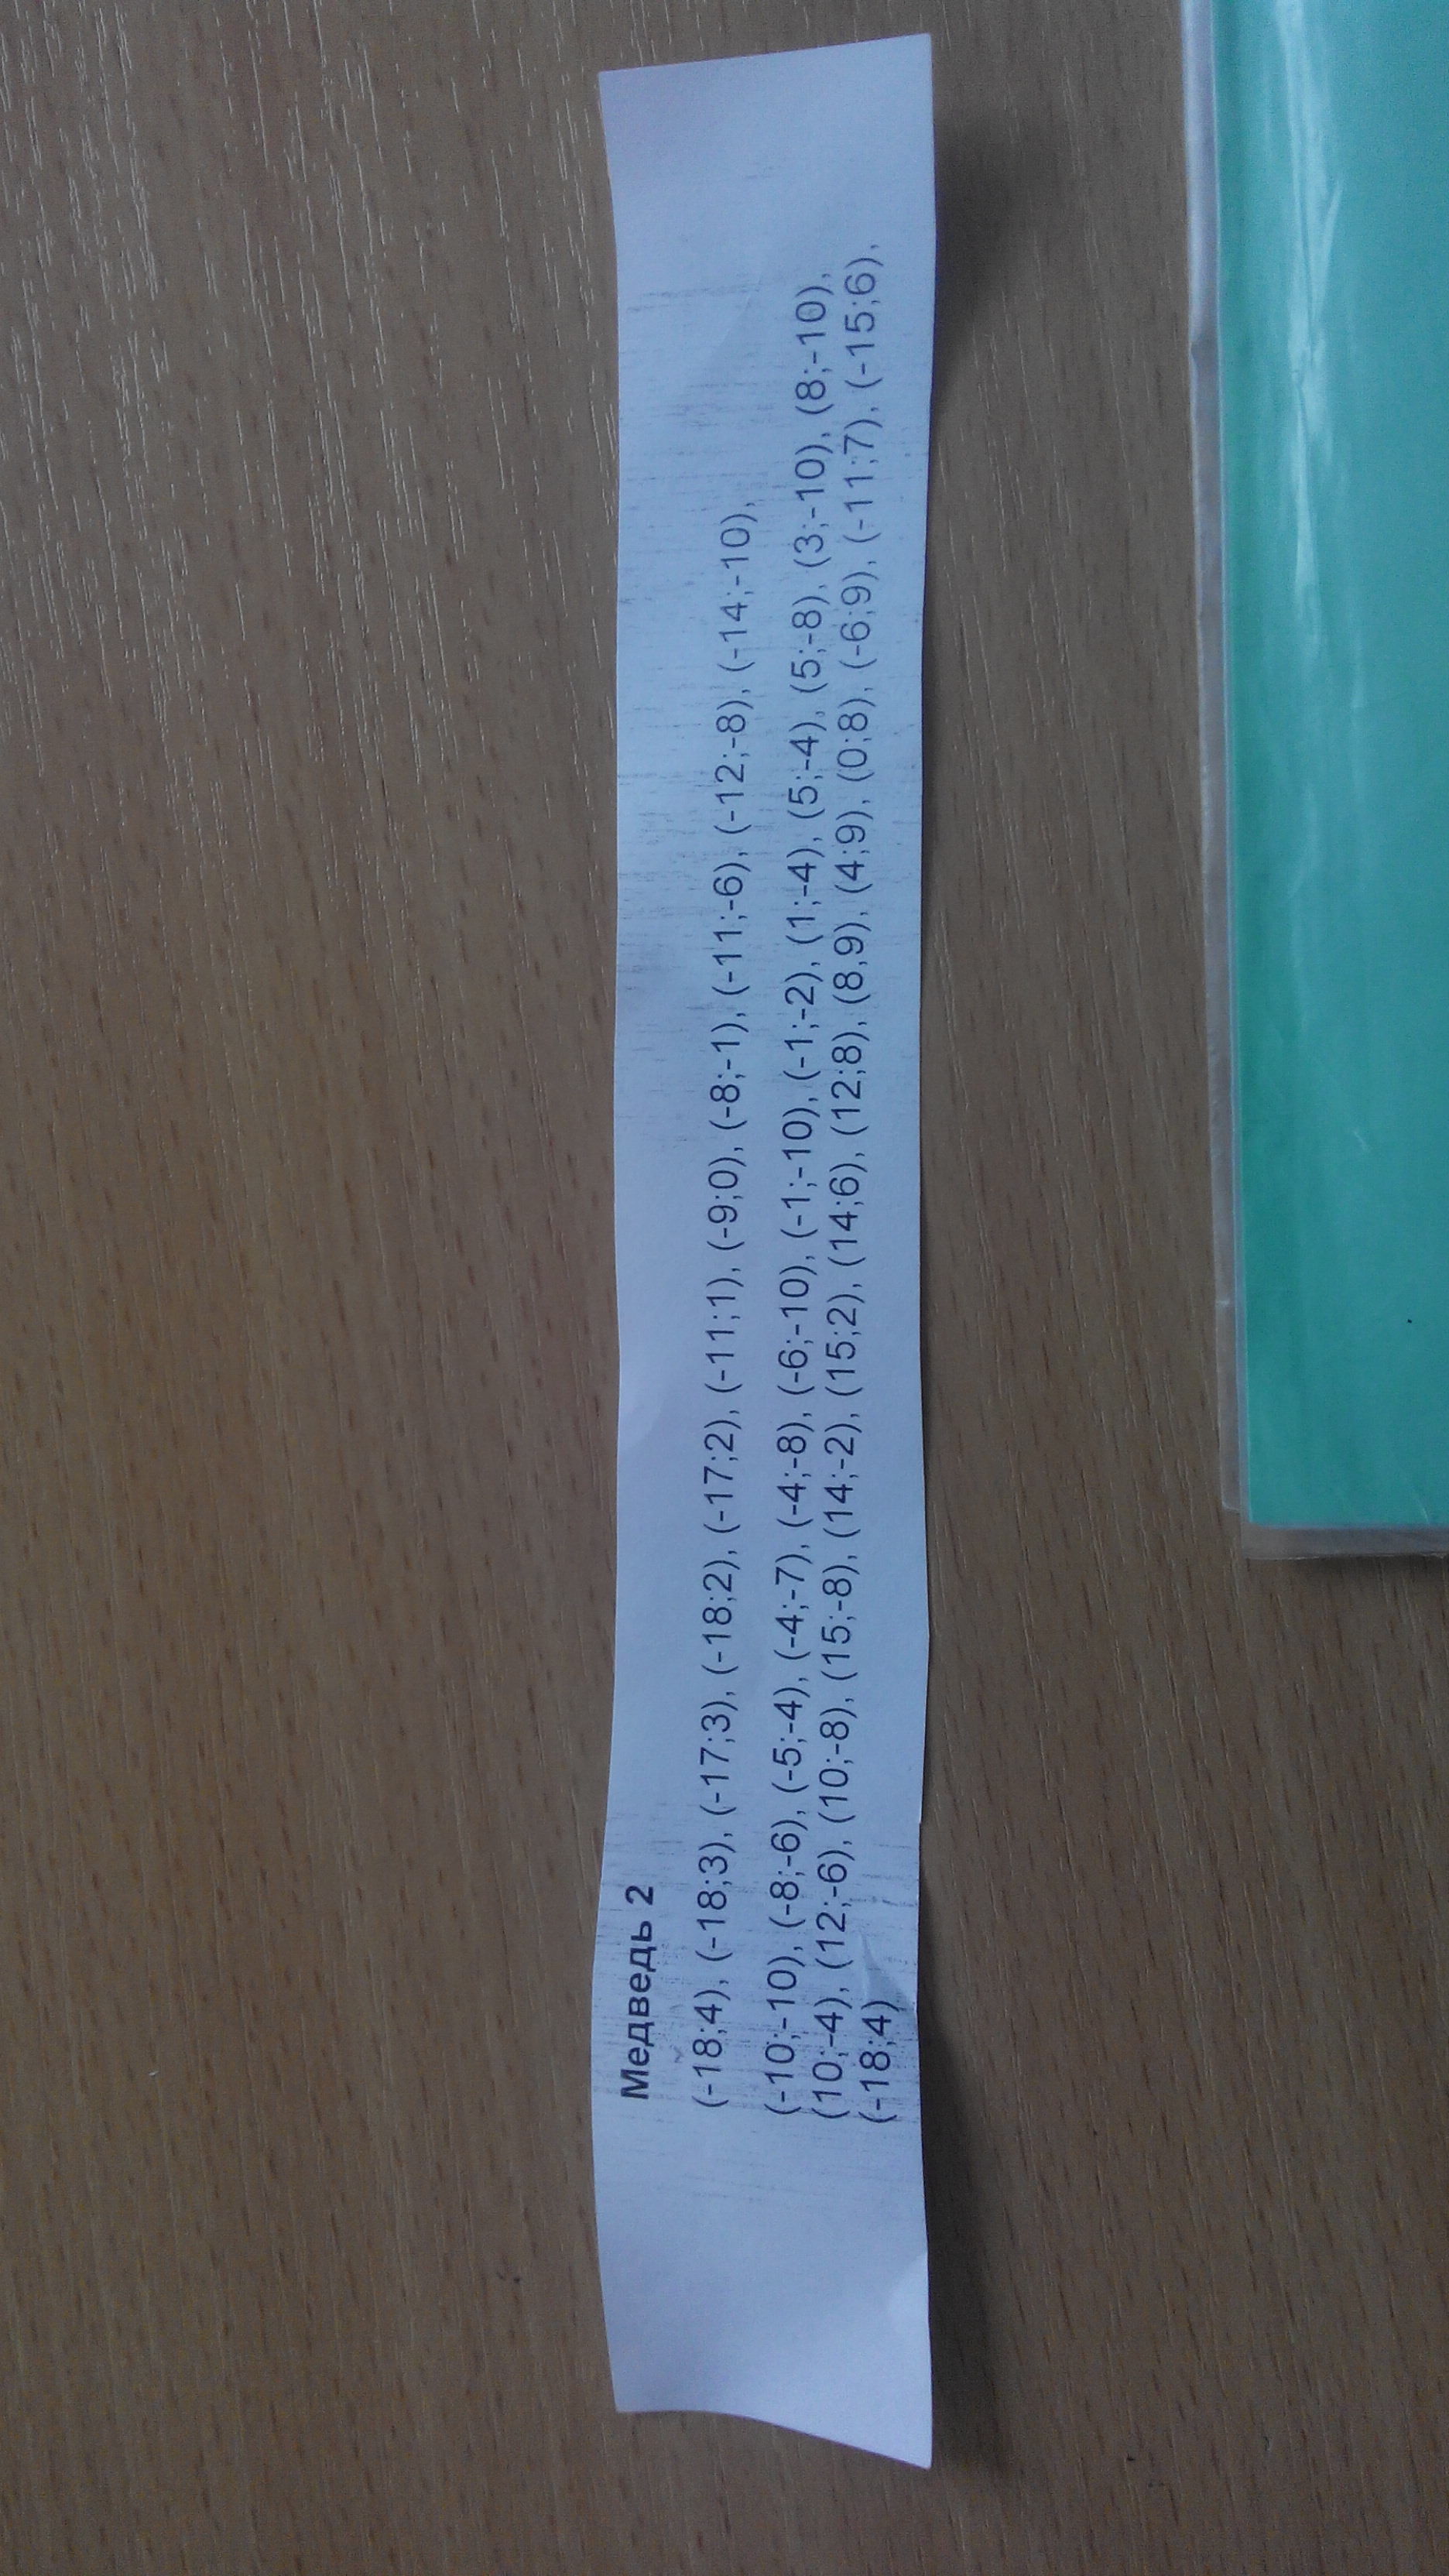 Медведь 2
(-18;4), (-18;3), (-17;3), (-18;2), (-17;2), (-11;1), (-9;0), (-8;-1), (-11;-6), (-12;-8), (-14;-10),
(-10;-10), (-8;-6), (-5;-4), (-4;-7), (-4;-8), (-6;-10), (-1;-10), (-1;-2), (1;-4), (5;-4), (5;-8), (3;-10), (8;-10),
(10;-4), (12;-6), (10;-8), (15;-8), (14;-2), (15;2), (14;6), (12;8), (8,9), (4;9), (0;8), (-6;9), (-11;7), (-15;6),
(-18;4)